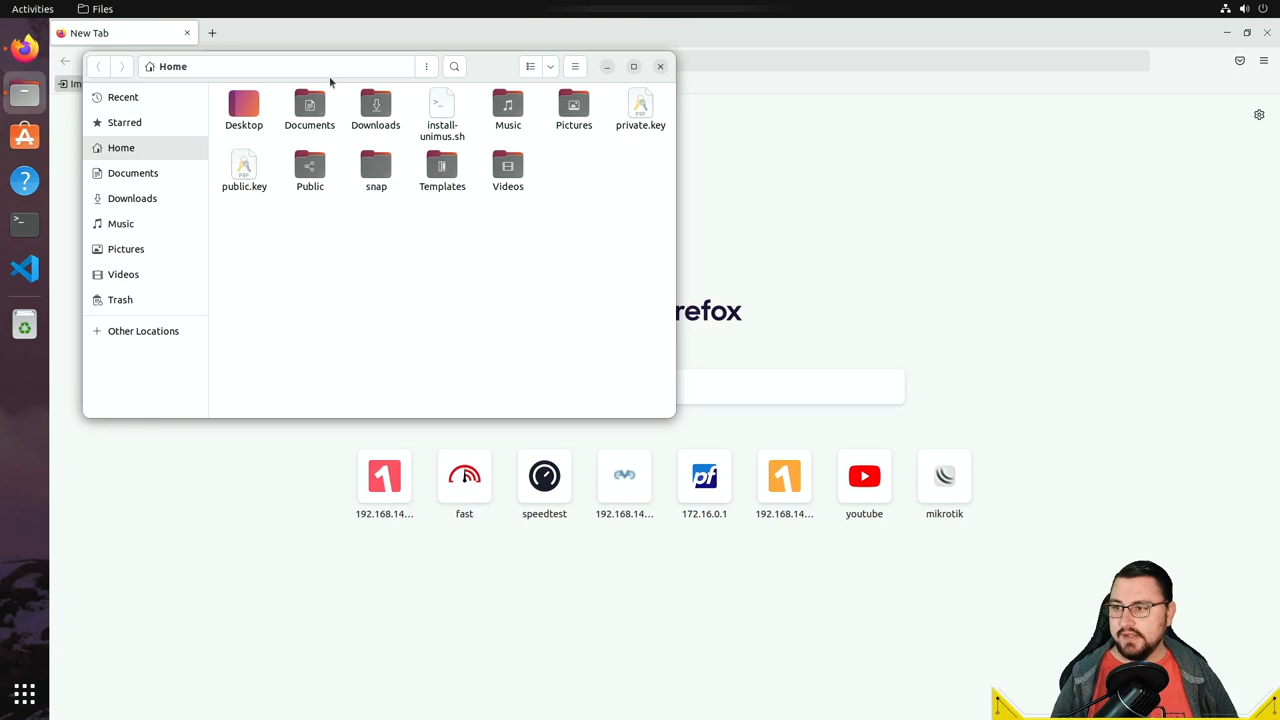 Activities
Files
New Tab
Home
Im
Recent
Starred
Home
Documents
Downloads
Music
Pictures
Videos
Trash
Other Locations
Desktop
Documents
Downloads
install-
unimus.sh
Music
Pictures
private.key
public.key
Public
snap
Templates
Videos
refox
192.168.14…
fast
speedtest
192.168.14…
172.16.0.1
192.168.14…
youtube
mikrotik